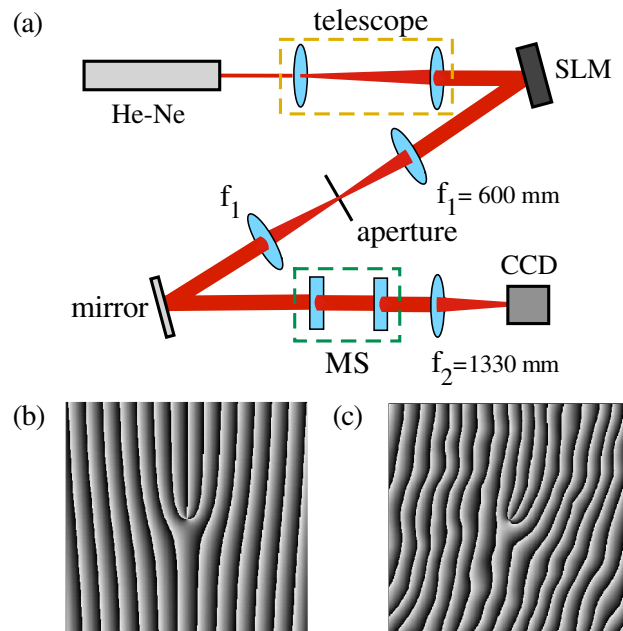 (a)
telescope
SLM
He-Ne
f1= 600 mm
f1
aperture
CCD
mirror
MS
f2=1330 mm
(b)
(c)